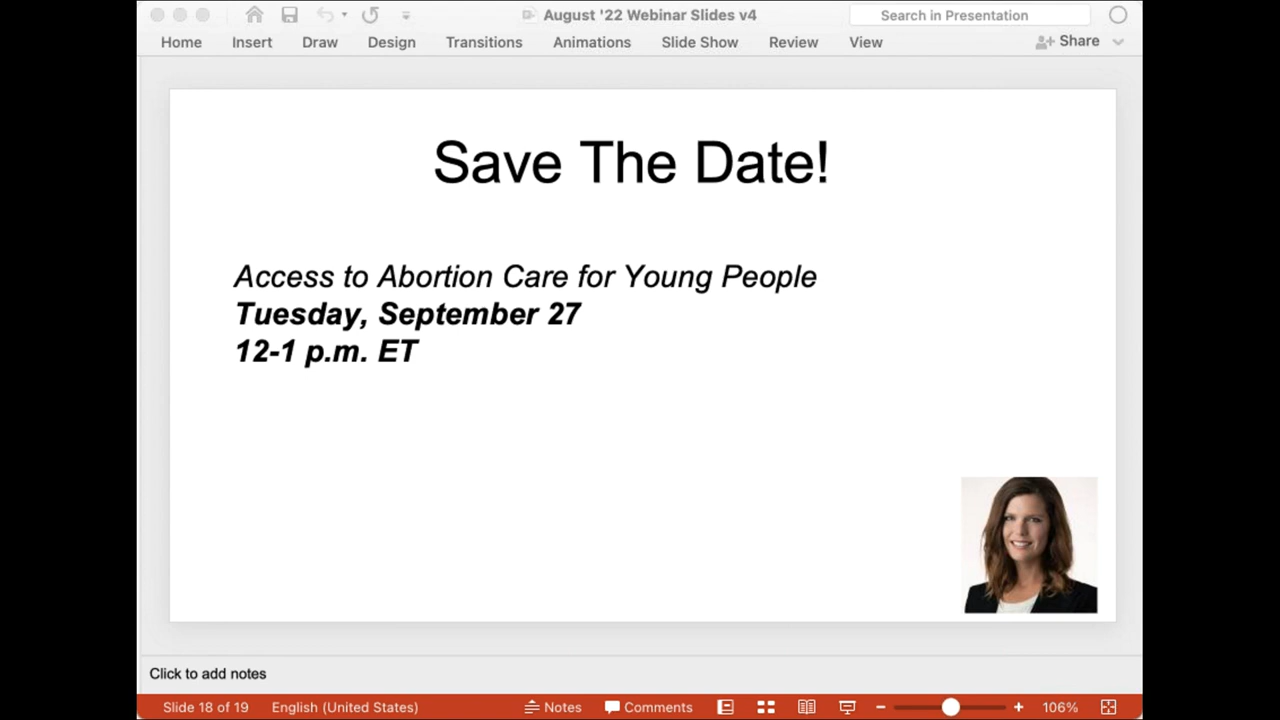 August '22 Webinar Slides v4
Search in Presentation
Home Insert Draw Design Transitions Animations Slide Show Review View Share
Save The Date!
Access to Abortion Care for Young People
Tuesday, September 27
12-1 p.m. ET
Click to add notes
Slide 18 of 19 English (United States) Notes Comments 106%